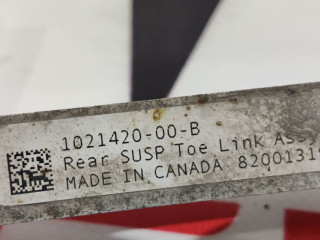 1021420-00-B
Rear SUSP Toe Link Assy
MADE IN CANADA